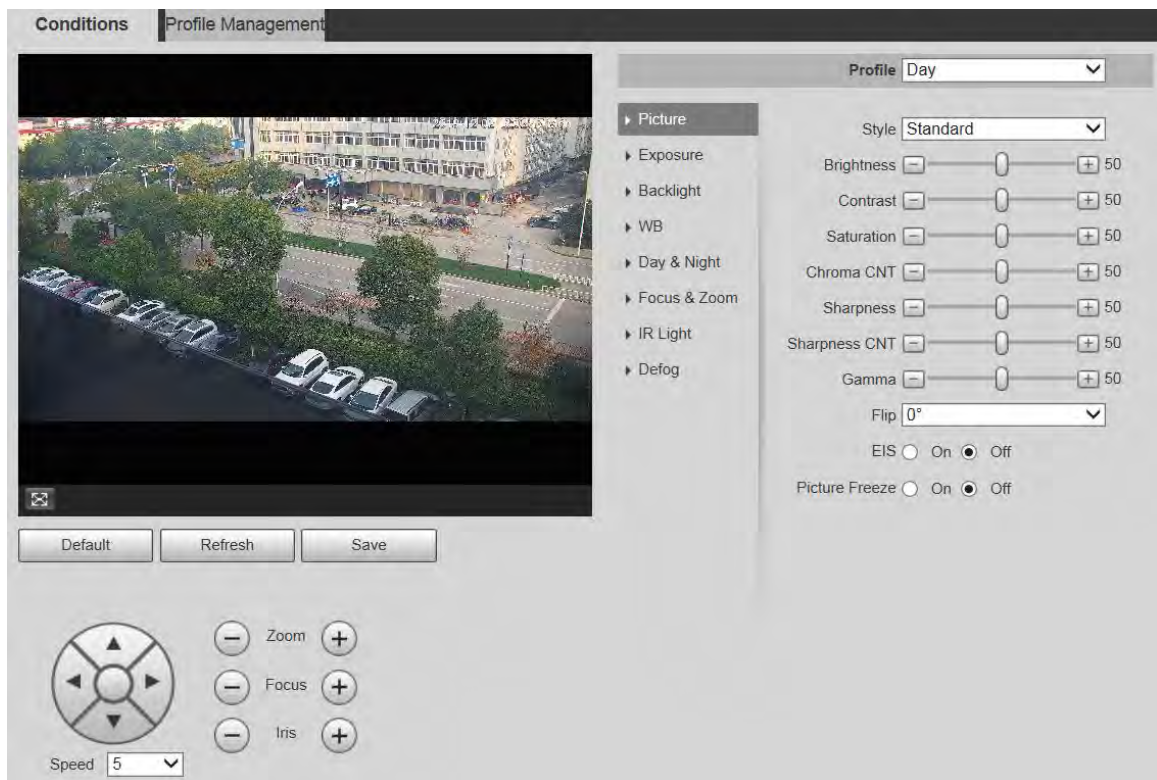 Conditions Profile Management
Profile Day
Picture
Exposure
Backlight
WB
Day & Night
Focus & Zoom
IR Light
Defog
Style Standard
Brightness 50
Contrast 50
Saturation 50
Chroma CNT 50
Sharpness 50
Sharpness CNT 50
Gamma 50
Flip 0°
EIS On Off
Picture Freeze On Off
Default Refresh Save
Zoom
Focus
Iris
Speed 5